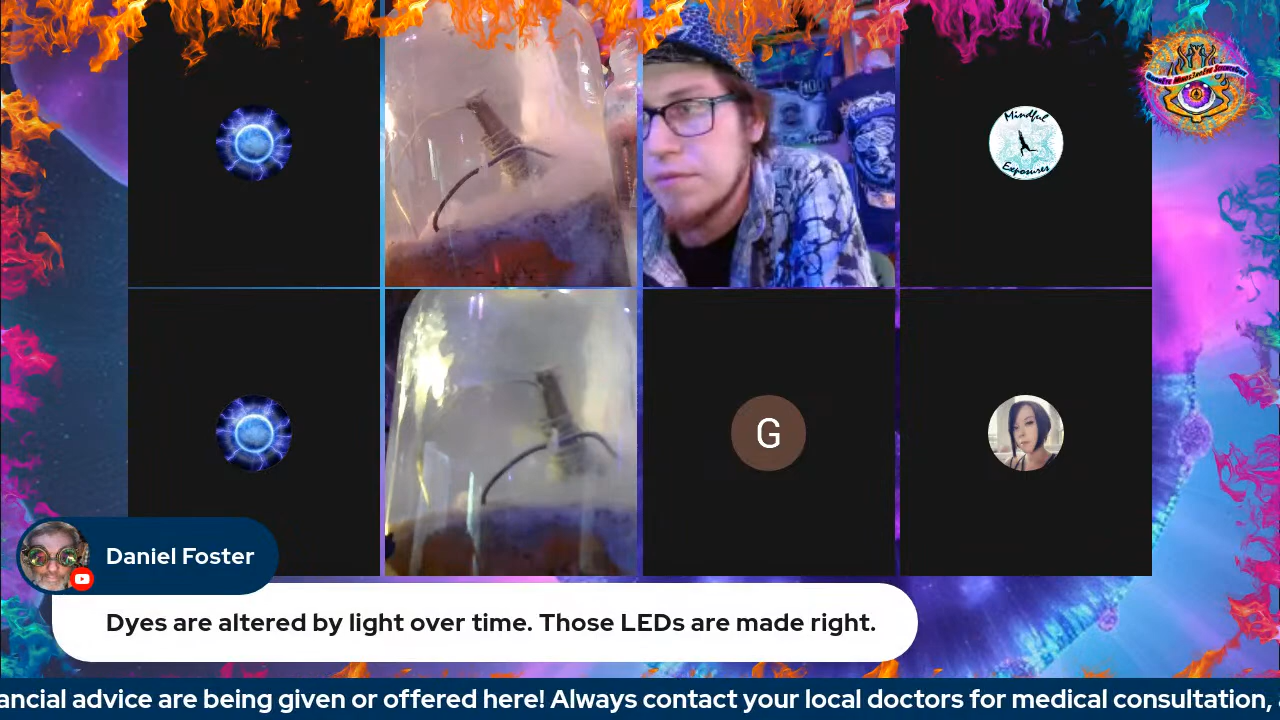 Mindful
Exposures
G
Daniel Foster
Dyes are altered by light over time. Those LEDs are made right.
ancial advice are being given or offered here! Always contact your local doctors for medical consultation,